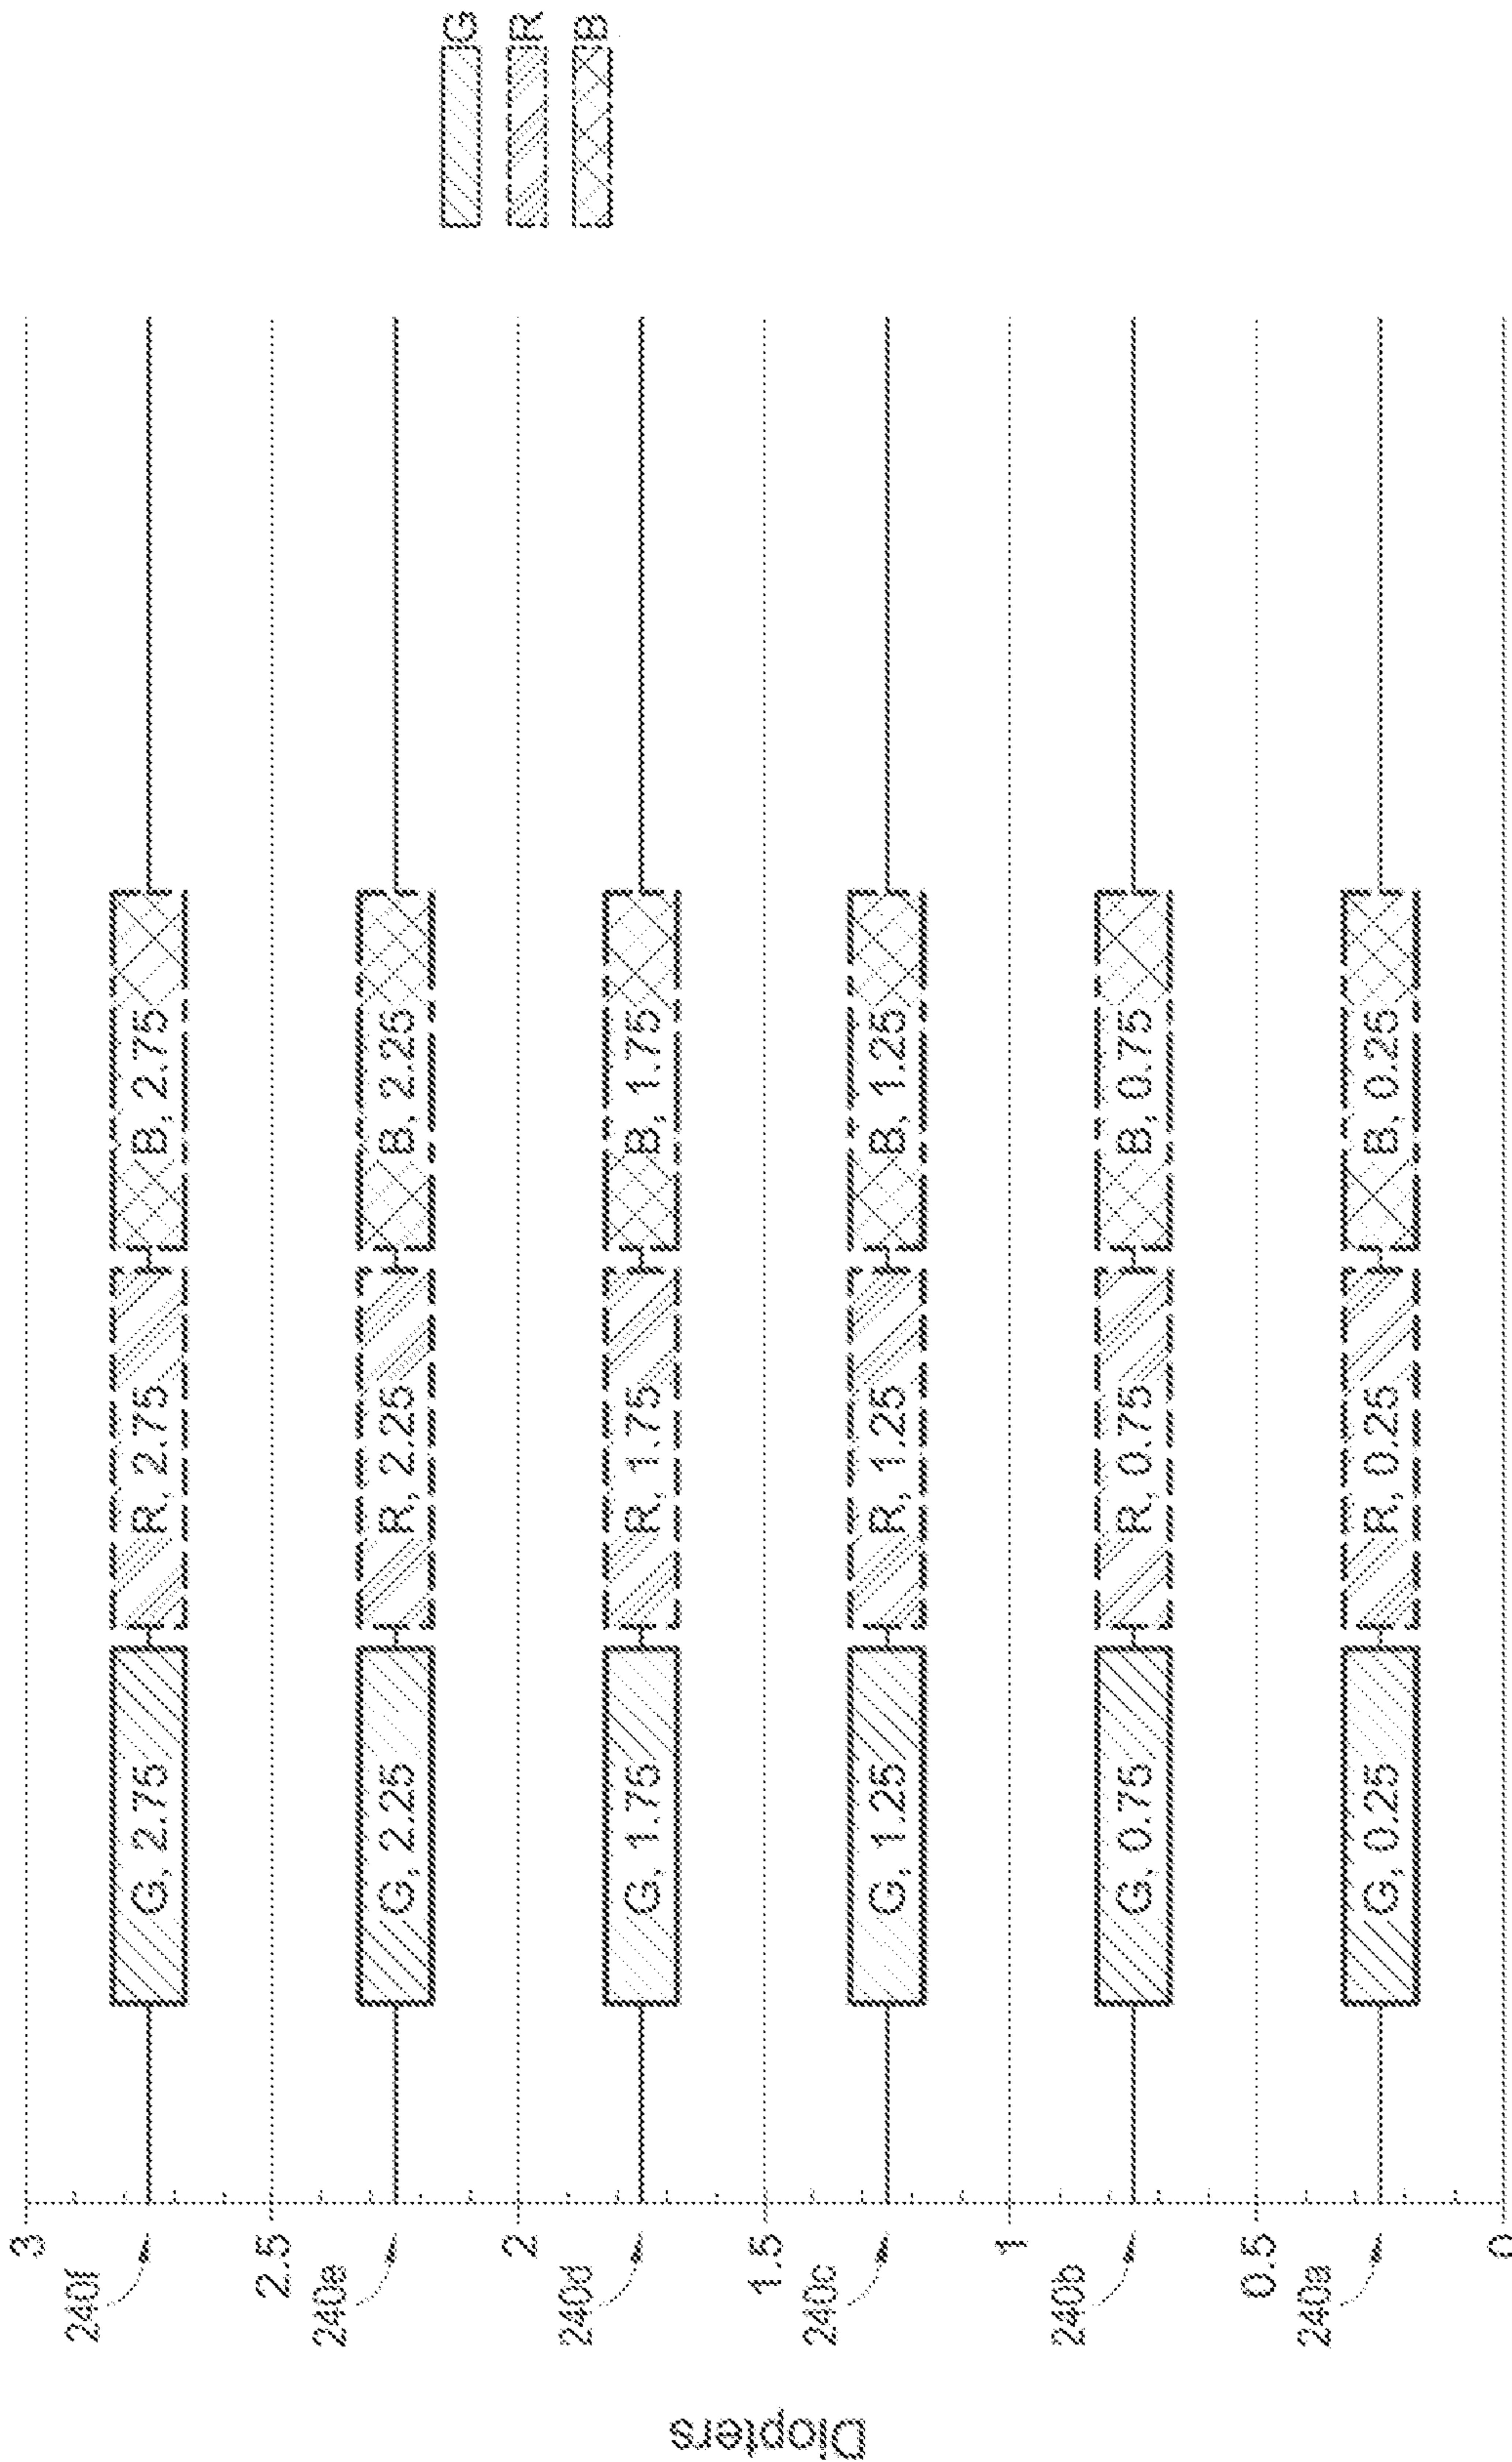 Diopters
3
240f
G, 2.75
R, 2.75
B, 2.75
2.5
240e
G, 2.25
R, 2.25
B, 2.25
2
240d
G, 1.75
R, 1.75
B, 1.75
1.5
240c
G, 1.25
R, 1.25
B, 1.25
1
240b
G, 0.75
R, 0.75
B, 0.75
0.5
240a
G, 0.25
R, 0.25
B, 0.25
0
G
R
B